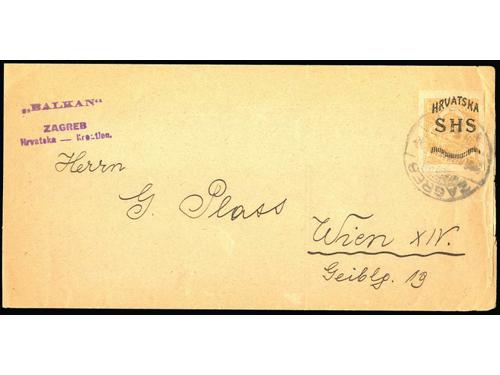 „BALKAN“
ZAGREB
Hrvatska — Kroatien.
HRVATSKA
SHS
ZAGREB
Herrn
G. Plass
Wien XIV.
Geiblg. 19